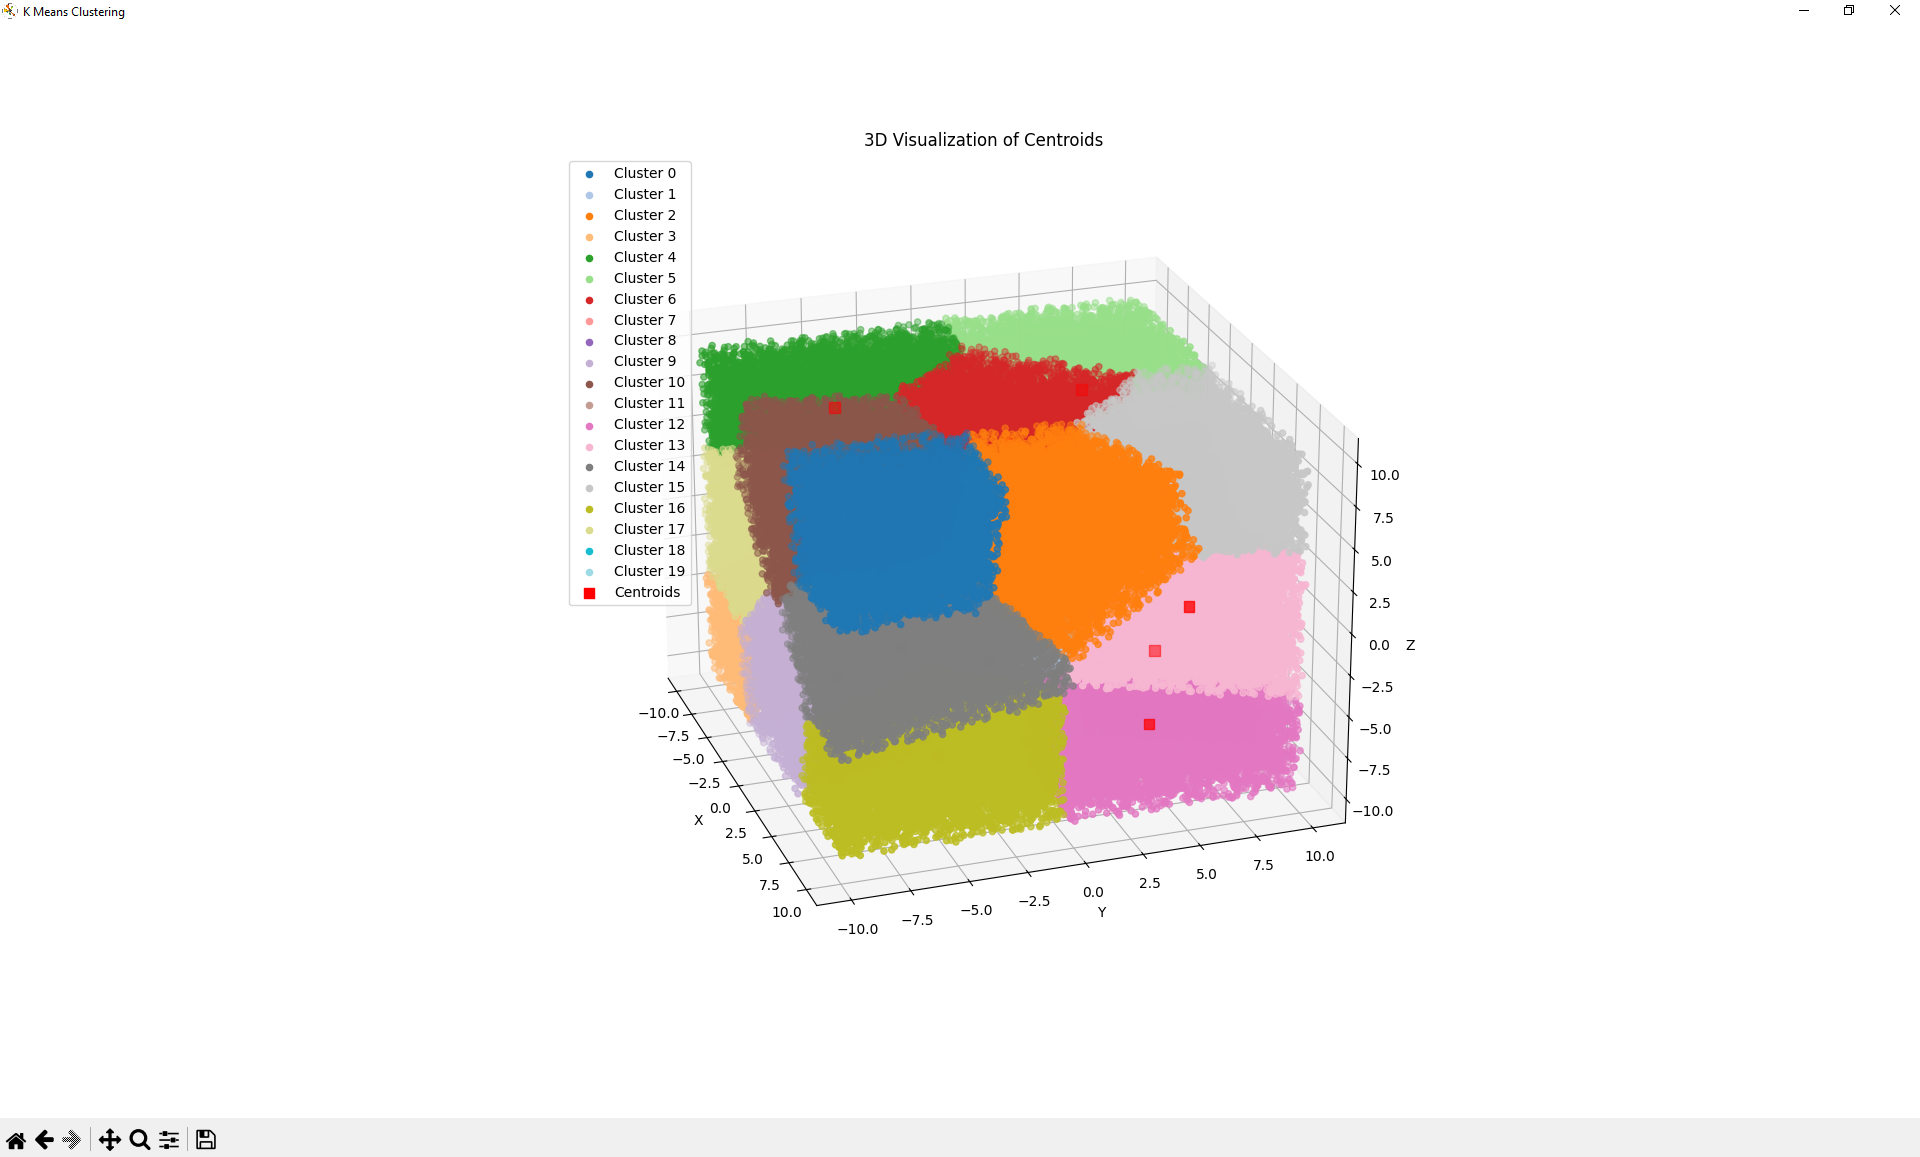 K Means Clustering
3D Visualization of Centroids
Cluster 0
Cluster 1
Cluster 2
Cluster 3
Cluster 4
Cluster 5
Cluster 6
Cluster 7
Cluster 8
Cluster 9
Cluster 10
Cluster 11
Cluster 12
Cluster 13
Cluster 14
Cluster 15
Cluster 16
Cluster 17
Cluster 18
Cluster 19
Centroids
10.0
7.5
5.0
2.5
0.0
Z
−2.5
−5.0
−7.5
−10.0
−10.0
−7.5
−5.0
−2.5
0.0
X
2.5
5.0
7.5
10.0
−10.0
−7.5
−5.0
−2.5
0.0
Y
2.5
5.0
7.5
10.0